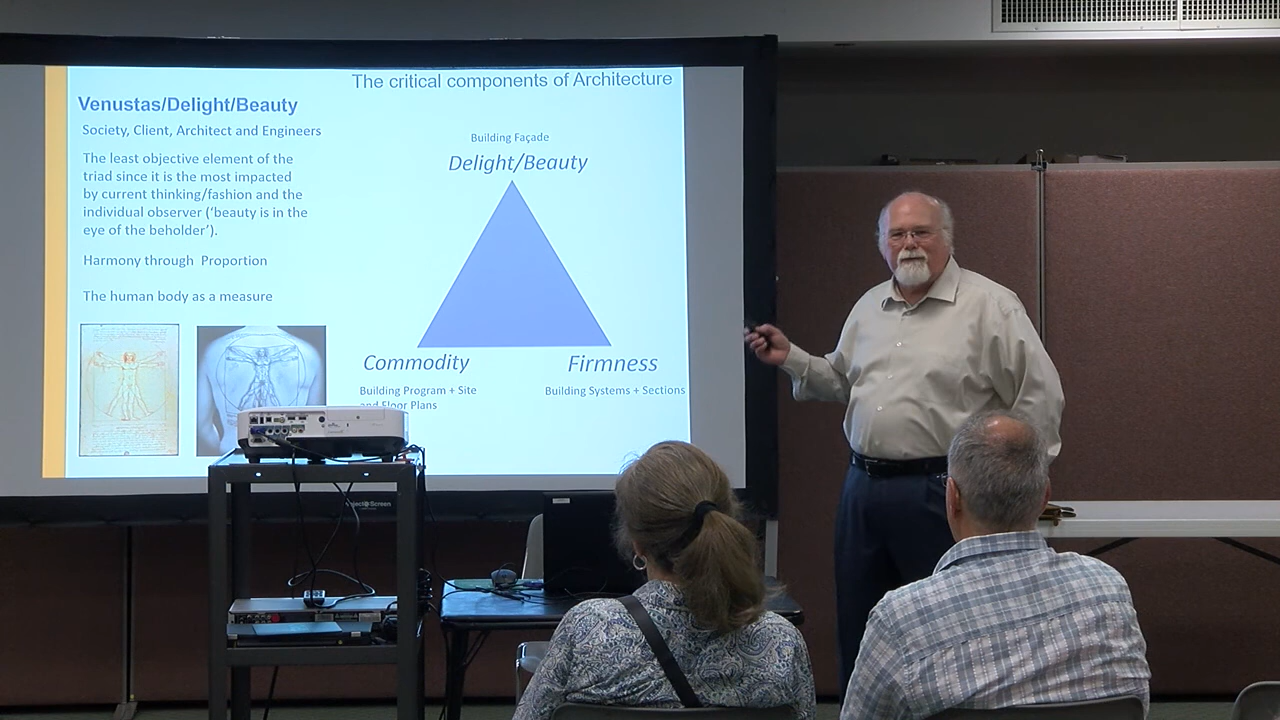 The critical components of Architecture
Venustas/Delight/Beauty
Society, Client, Architect and Engineers
The least objective element of the
triad since it is the most impacted
by current thinking/fashion and the
individual observer ('beauty is in the
eye of the beholder').
Harmony through Proportion
The human body as a measure
Building Façade
Delight/Beauty
Commodity
Building Program + Site
and Floor Plans
Firmness
Building Systems + Sections
Screen